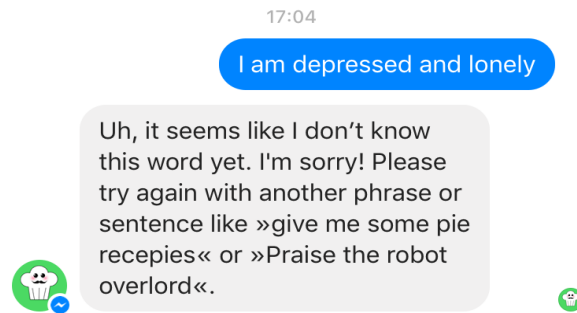 17:04
I am depressed and lonely
Uh, it seems like I don’t know
this word yet. I'm sorry! Please
try again with another phrase or
sentence like »give me some pie
recepies« or »Praise the robot
overlord«.